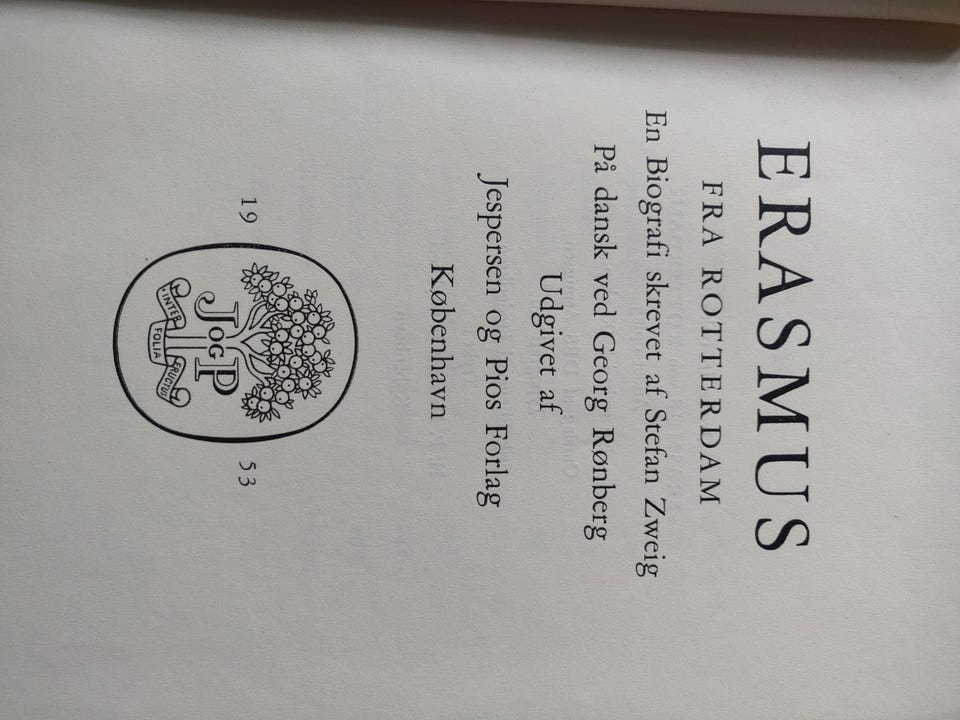 ERASMUS
FRA ROTTERDAM
En Biografi skrevet af Stefan Zweig
På dansk ved Georg Rønberg
Udgivet af
Jespersen og Pios Forlag
København
19 53
J OG P
INTER FOLIA FRUCTUS